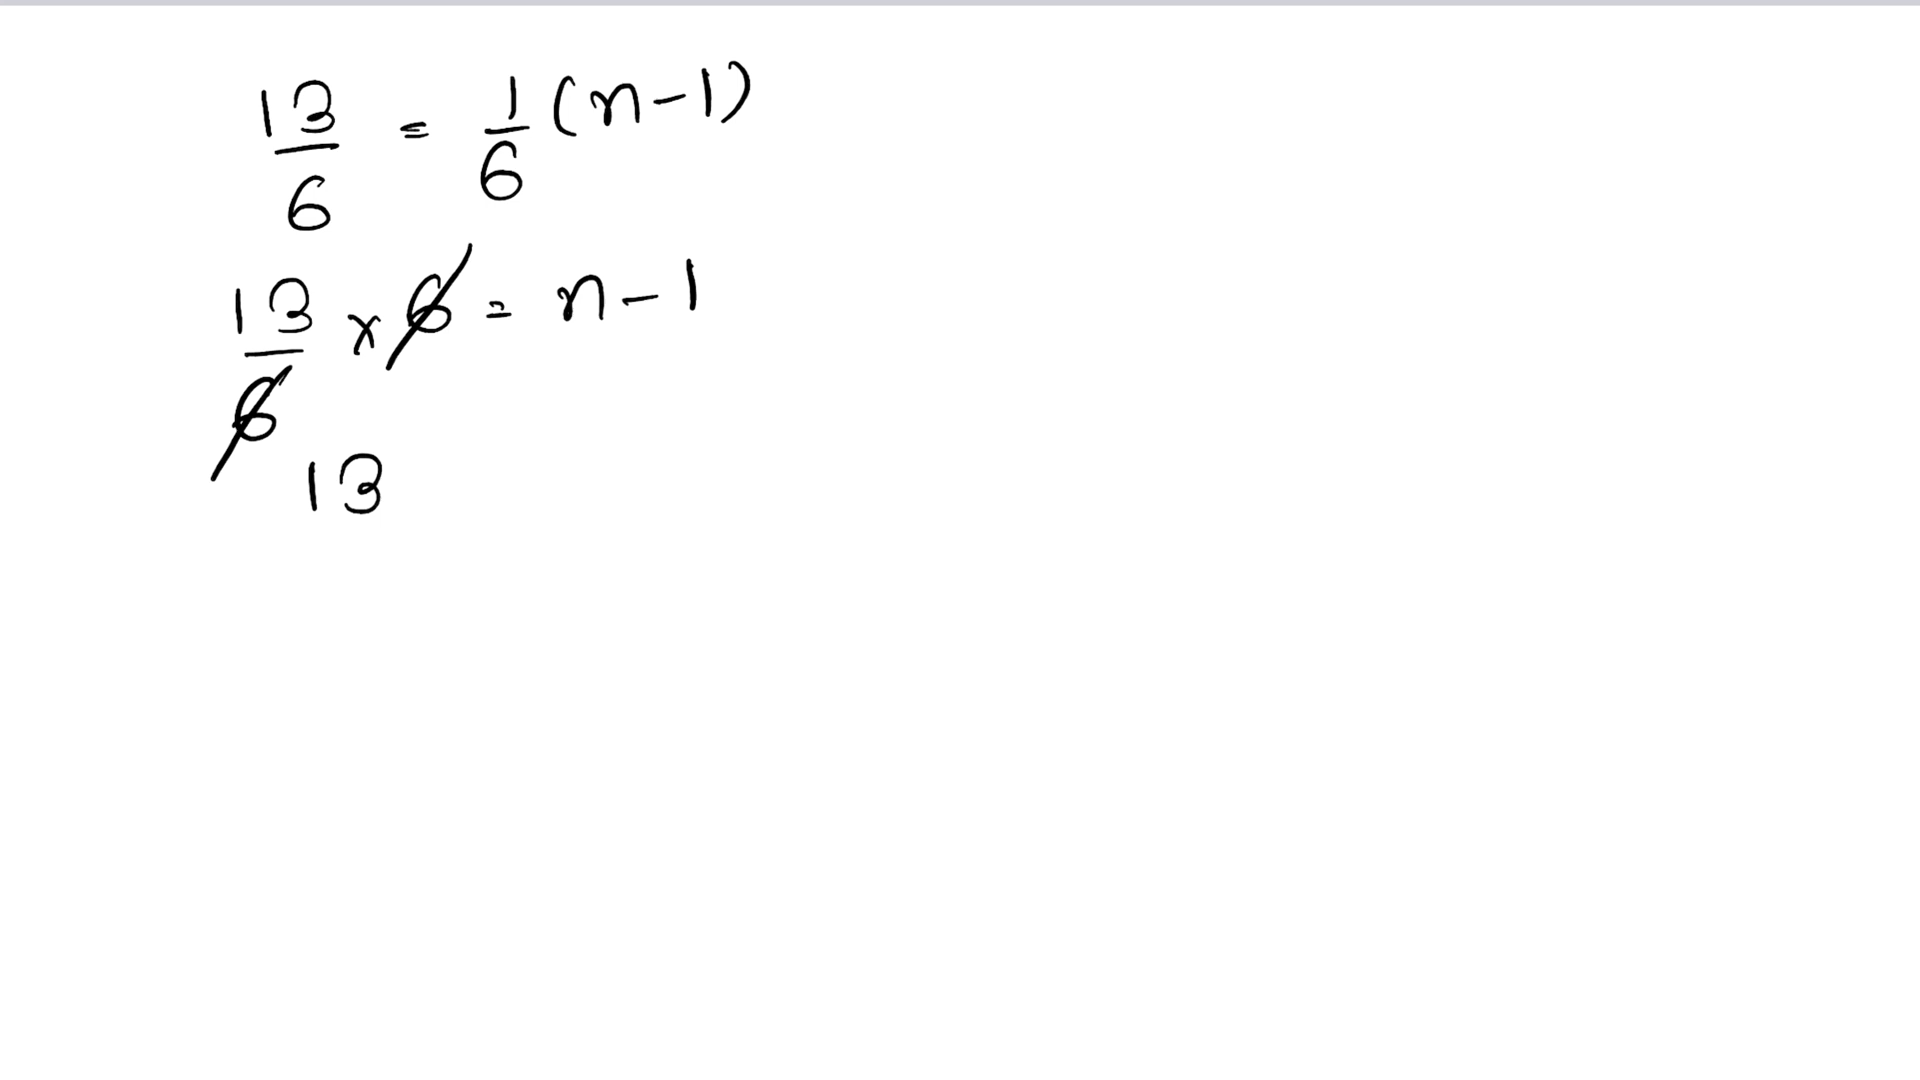 13/6 = 1/6 (n-1)
13/6 × 6 = n-1
13